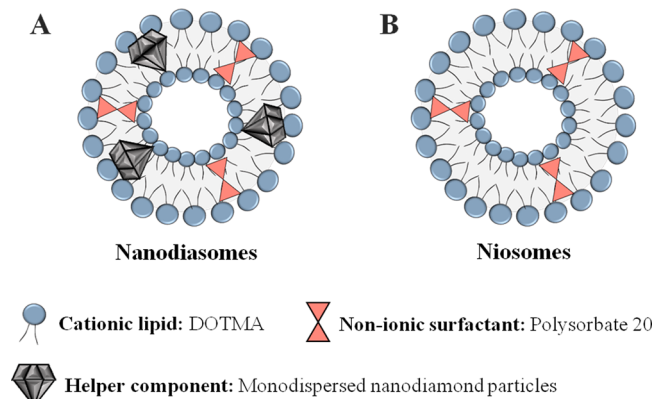 A
B
Nanodiasomes
Niosomes
Cationic lipid: DOTMA
Non-ionic surfactant: Polysorbate 20
Helper component: Monodispersed nanodiamond particles